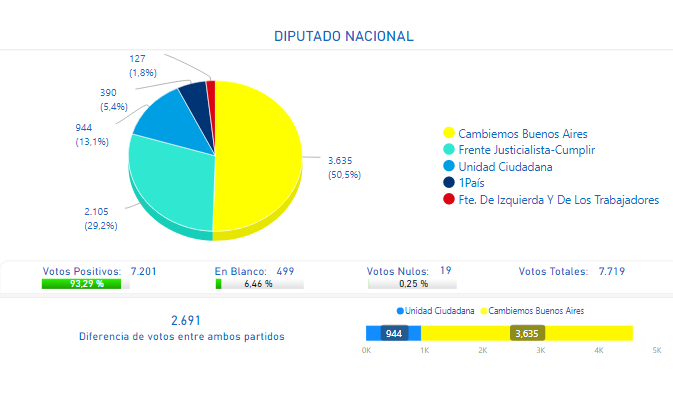 DIPUTADO NACIONAL
127
(1,8%)
390
(5,4%)
944
(13,1%)
2.105
(29,2%)
3.635
(50,5%)
Cambiemos Buenos Aires
Frente Justicialista-Cumplir
Unidad Ciudadana
1País
Fte. De Izquierda Y De Los Trabajadores
Votos Positivos: 7.201
93,29 %
En Blanco: 499
6,46 %
Votos Nulos: 19
0,25 %
Votos Totales: 7.719
2.691
Diferencia de votos entre ambos partidos
Unidad Ciudadana Cambiemos Buenos Aires
944 3,635
0K 1K 2K 3K 4K 5K